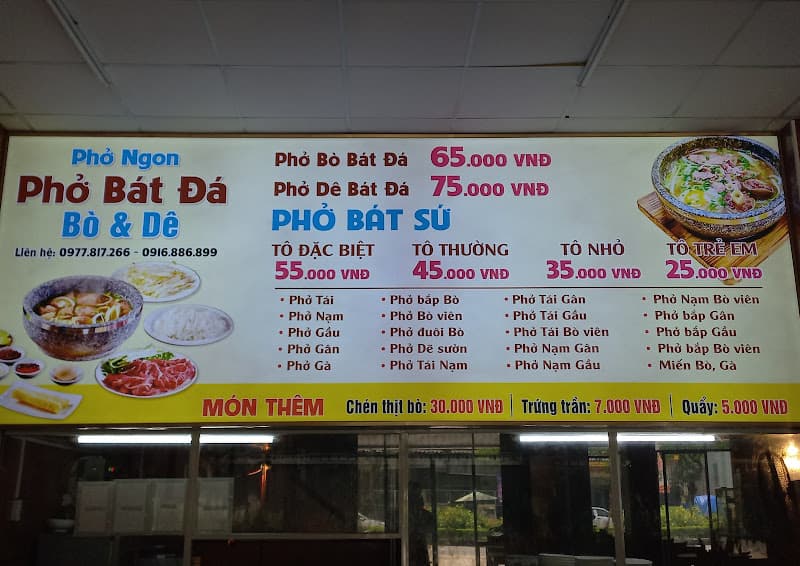 Phở Ngon
Phở Bát Đá
Bò & Dê
Liên hệ: 0977.817.266 - 0916.886.899
Phở Bò Bát Đá 65.000 VNĐ
Phở Dê Bát Đá 75.000 VNĐ
PHỞ BÁT SỨ
TÔ ĐẶC BIỆT TÔ THƯỜNG TÔ NHỎ TÔ TRẺ EM
55.000 VNĐ 45.000 VNĐ 35.000 VNĐ 25.000 VNĐ
• Phở Tái • Phở bắp Bò • Phở Tái Gân • Phở Nạm Bò viên
• Phở Nạm • Phở Bò viên • Phở Tái Gầu • Phở bắp Gân
• Phở Gầu • Phở đuôi Bò • Phở Tái Bò viên • Phở bắp Gầu
• Phở Gân • Phở Dẽ sườn • Phở Nạm Gân • Phở bắp Bò viên
• Phở Gà • Phở Tái Nạm • Phở Nạm Gầu • Miến Bò, Gà
MÓN THÊM Chén thịt bò: 30.000 VNĐ | Trứng trần: 7.000 VNĐ | Quẩy: 5.000 VNĐ